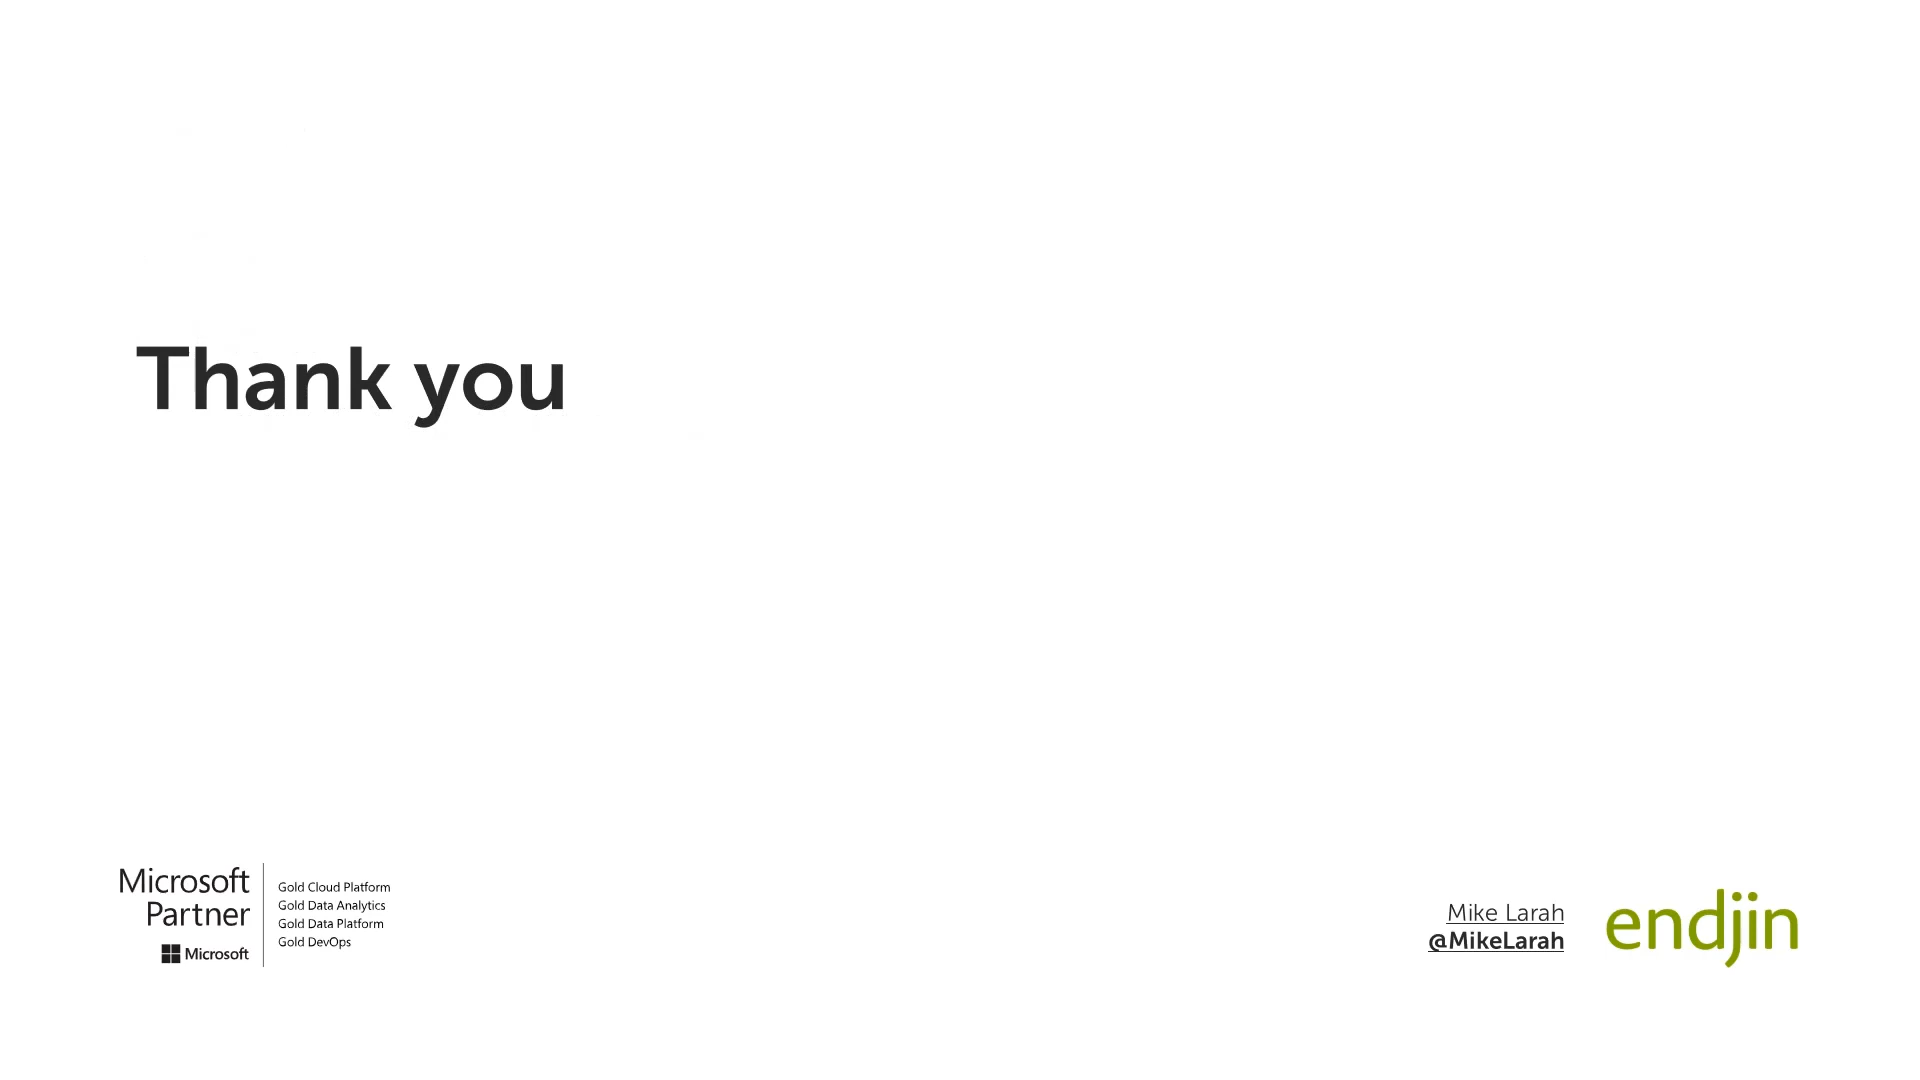 Thank you
Microsoft
Partner
Microsoft
Gold Cloud Platform
Gold Data Analytics
Gold Data Platform
Gold DevOps
Mike Larah
@MikeLarah
endjin